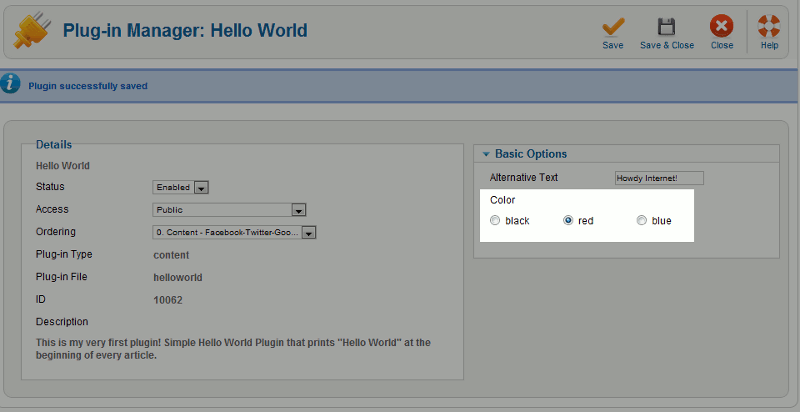 Plug-in Manager: Hello World
Save
Save & Close
Close
Help
Plugin successfully saved
Details
Hello World
Status
Enabled
Access
Public
Ordering
0. Content - Facebook-Twitter-Goo...
Plug-in Type
content
Plug-in File
helloworld
ID
10062
Description
This is my very first plugin! Simple Hello World Plugin that prints "Hello World" at the
beginning of every article.
Basic Options
Alternative Text
Howdy Internet!
Color
black
red
blue